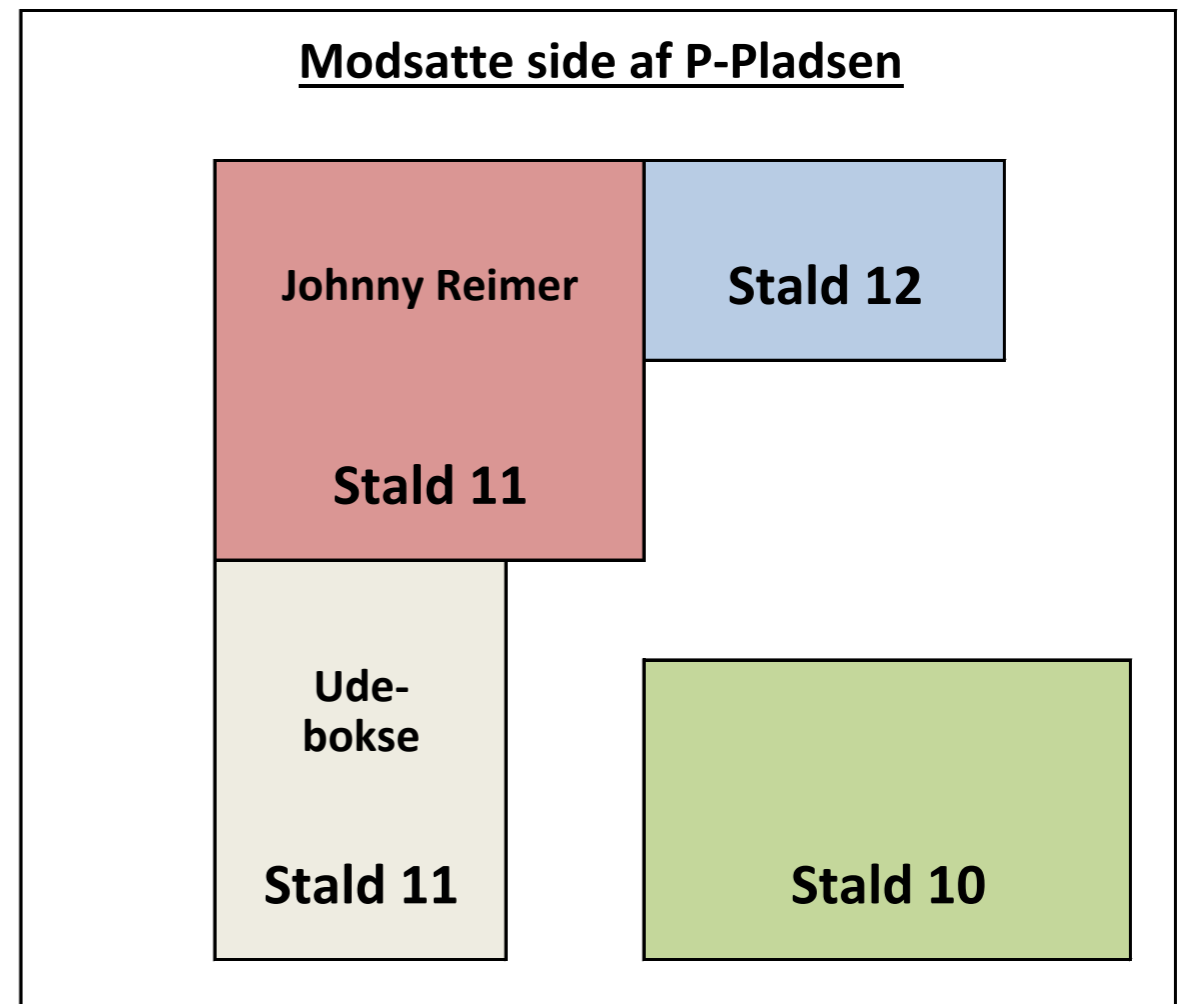 Modsatte side af P-Pladsen
Johnny Reimer
Stald 12
Stald 11
Ude-
bokse
Stald 11
Stald 10